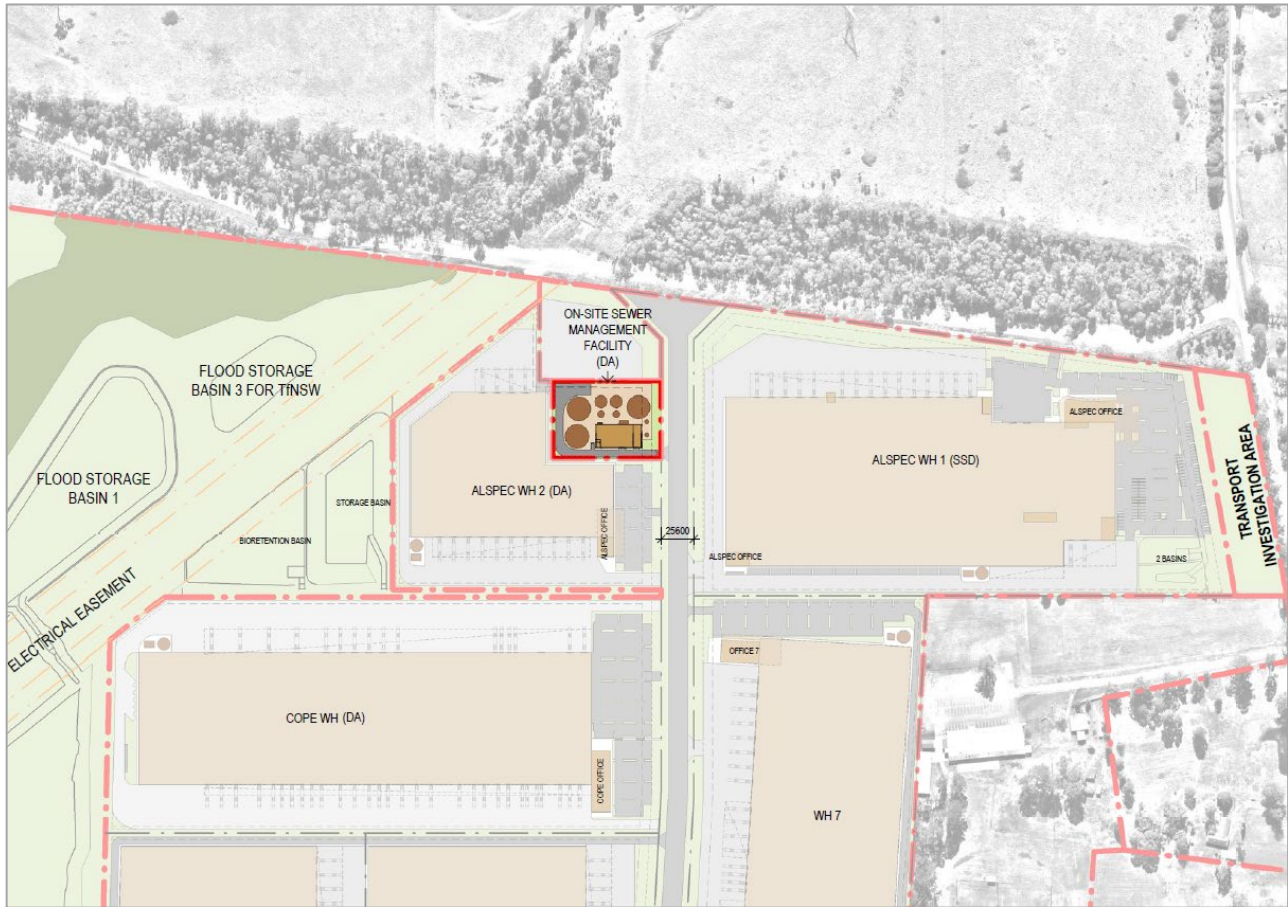 ON-SITE SEWER
MANAGEMENT
FACILITY
(DA)
FLOOD STORAGE
BASIN 3 FOR TfNSW
FLOOD STORAGE
BASIN 1
STORAGE BASIN
BIORETENTION BASIN
ELECTRICAL EASEMENT
ALSPEC WH 2 (DA)
ALSPEC OFFICE
25600
ALSPEC OFFICE
ALSPEC WH 1 (SSD)
ALSPEC OFFICE
2 BASINS
TRANSPORT
INVESTIGATION AREA
COPE WH (DA)
COPE OFFICE
OFFICE 7
WH 7